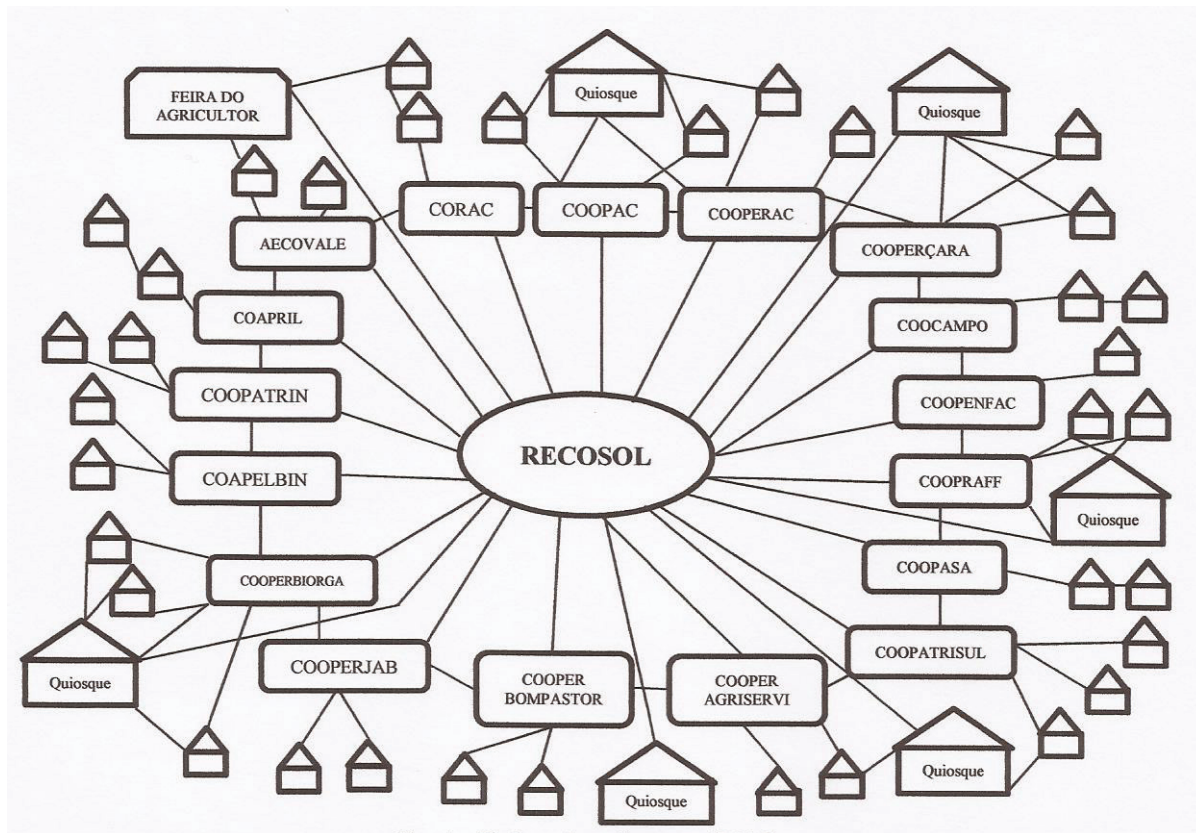 FEIRA DO
AGRICULTOR
Quiosque
Quiosque
CORAC
COOPAC
COOPERAC
AECOVALE
COOPERÇARA
COAPRIL
COOCAMPO
COOPATRIN
COOPENFAC
RECOSOL
COAPELBIN
COOPRAFF
Quiosque
COOPASA
COOPERBIORGA
COOPERJAB
COOPER
BOMPASTOR
COOPER
AGRISERVI
COOPATRISUL
Quiosque
Quiosque
Quiosque